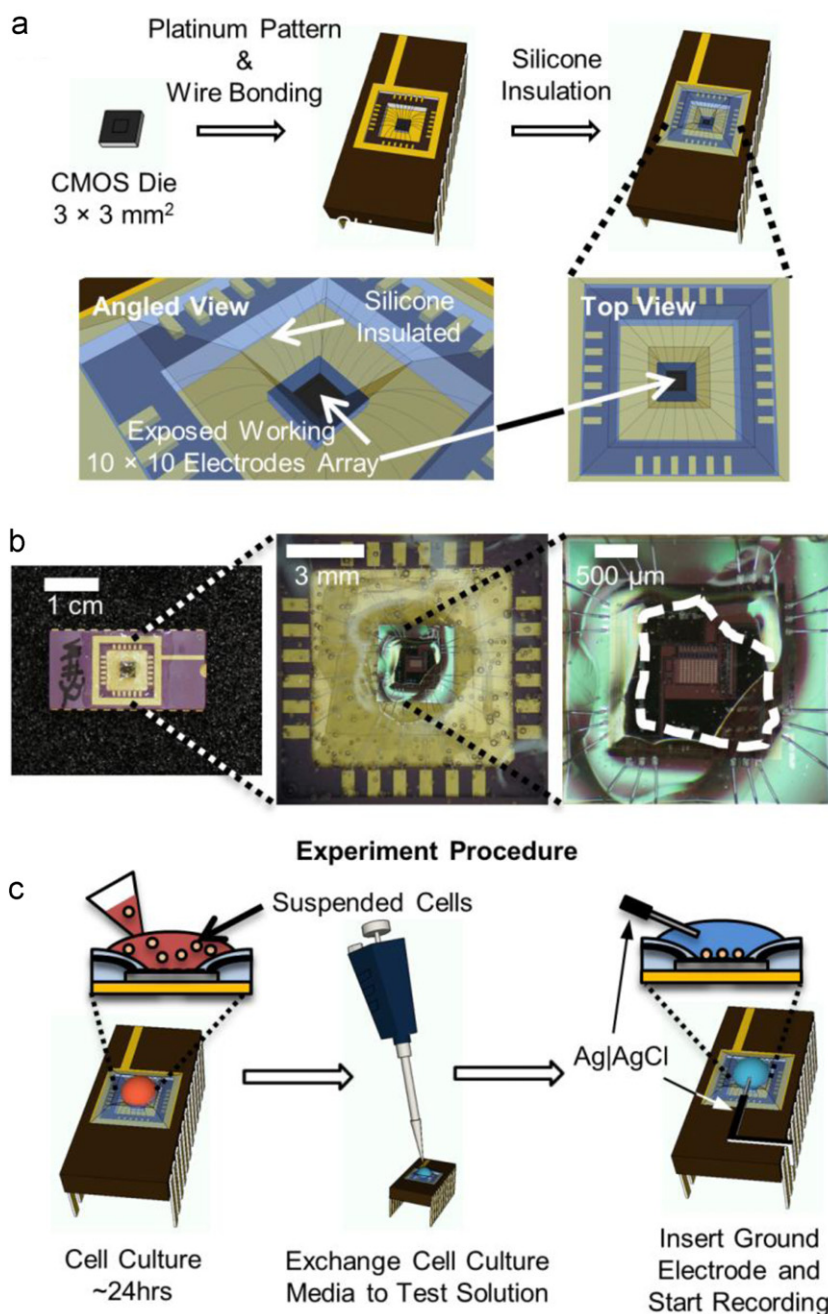 a
Platinum Pattern
&
Wire Bonding
Silicone
Insulation
CMOS Die
3 × 3 mm²
Angled View
Silicone
Insulated
Exposed Working
10 × 10 Electrodes Array
Top View
b
1 cm
3 mm
500 µm
Experiment Procedure
c
Suspended Cells
Ag|AgCl
Cell Culture
~24hrs
Exchange Cell Culture
Media to Test Solution
Insert Ground
Electrode and
Start Recording